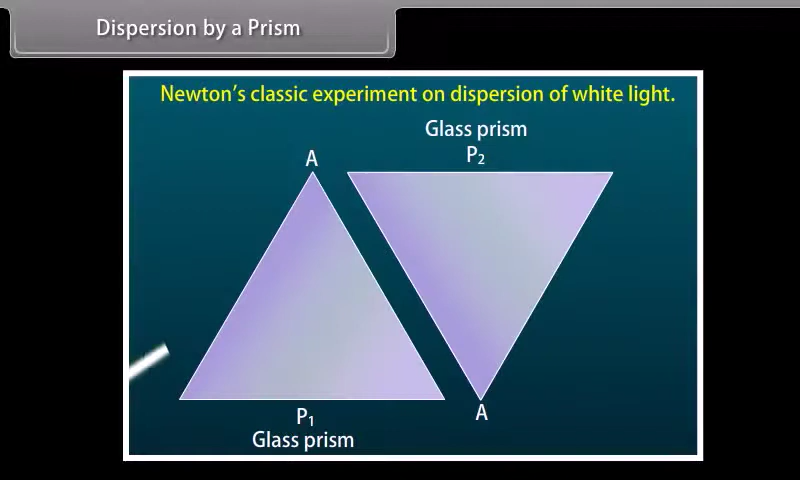 Dispersion by a Prism
Newton's classic experiment on dispersion of white light.
Glass prism
P₂
A
A
P₁
Glass prism